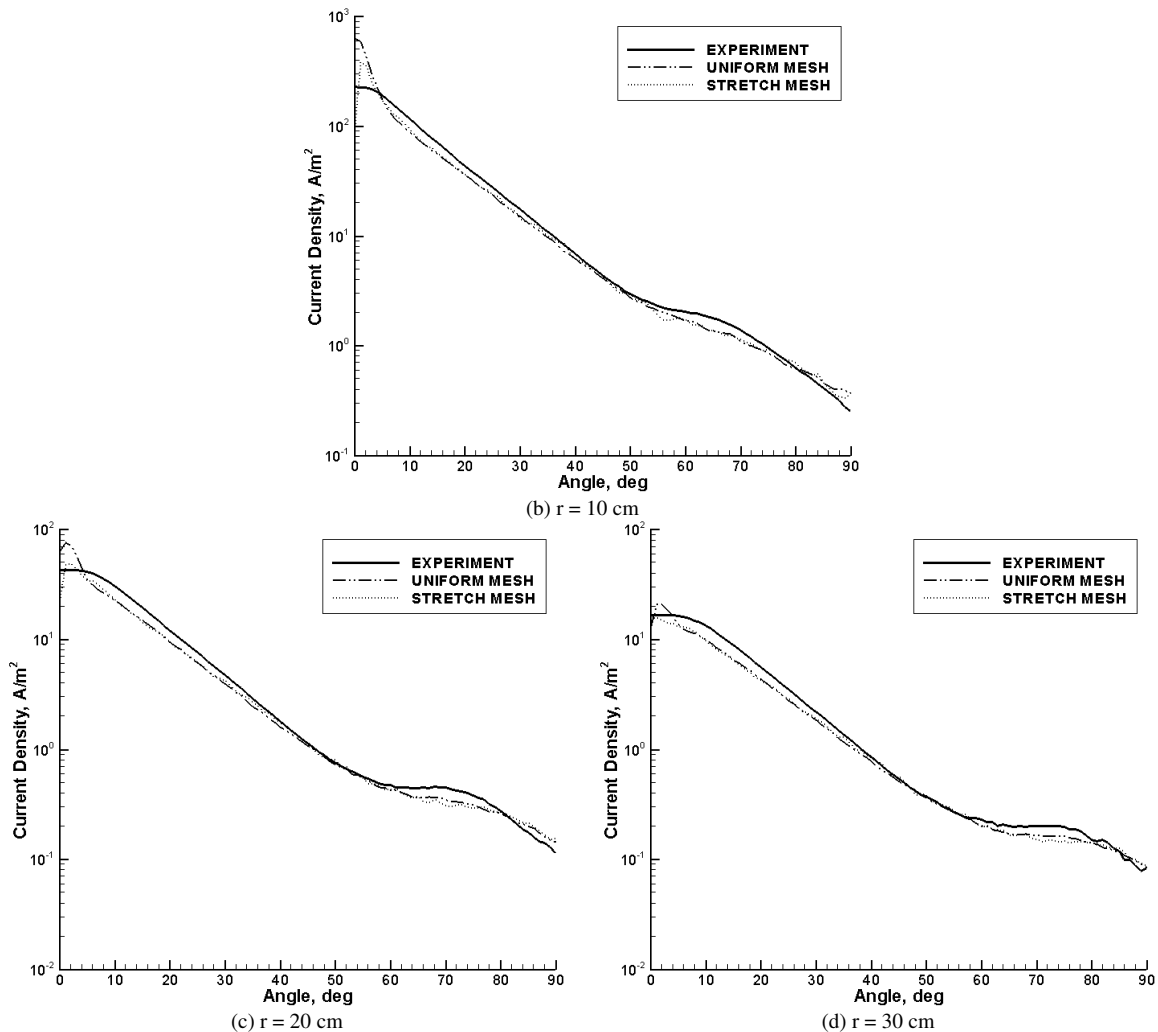 10³
10²
10¹
10⁰
10⁻¹
Current Density, A/m²
EXPERIMENT
UNIFORM MESH
STRETCH MESH
0 10 20 30 40 50 60 70 80 90
Angle, deg
(b) r = 10 cm
10²
10¹
10⁰
10⁻¹
10⁻²
Current Density, A/m²
EXPERIMENT
UNIFORM MESH
STRETCH MESH
0 10 20 30 40 50 60 70 80 90
Angle, deg
(c) r = 20 cm
10²
10¹
10⁰
10⁻¹
10⁻²
Current Density, A/m²
EXPERIMENT
UNIFORM MESH
STRETCH MESH
0 10 20 30 40 50 60 70 80 90
Angle, deg
(d) r = 30 cm